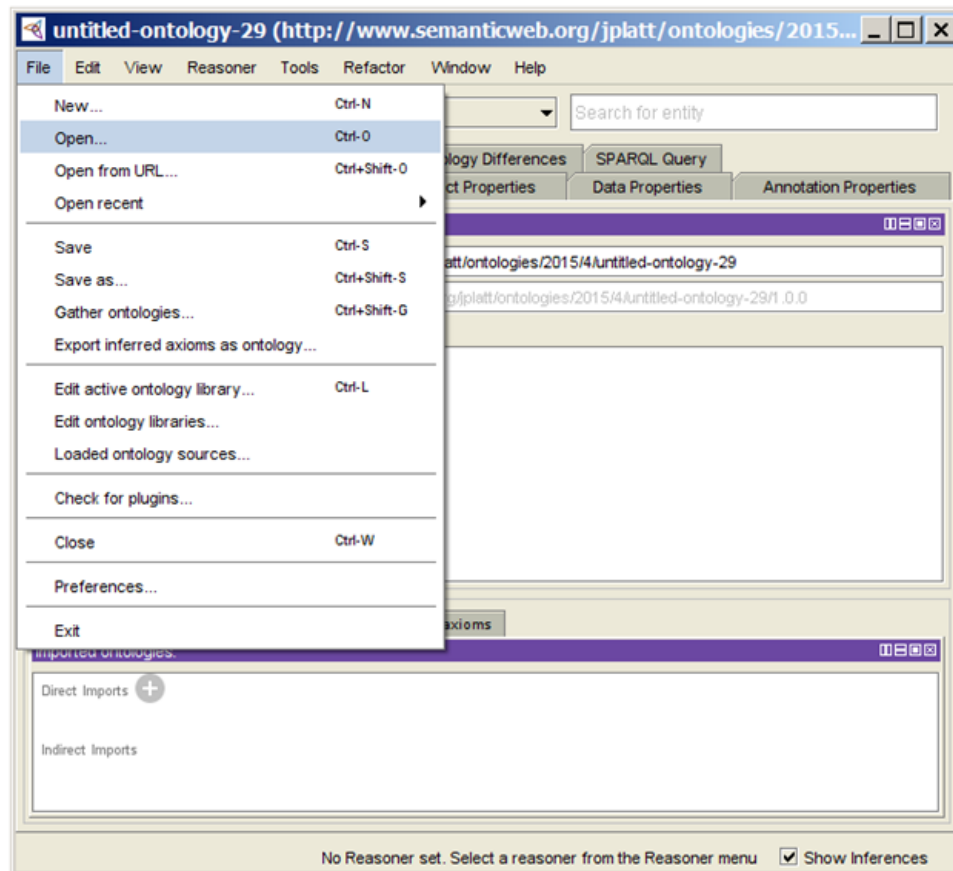 untitled-ontology-29 (http://www.semanticweb.org/jplatt/ontologies/2015...
File Edit View Reasoner Tools Refactor Window Help
New... Ctrl-N
Search for entity
Open... Ctrl-O
Open from URL... Ctrl+Shift-O
ology Differences SPARQL Query
Open recent
ct Properties Data Properties Annotation Properties
Save Ctrl-S
att/ontologies/2015/4/untitled-ontology-29
Save as... Ctrl+Shift-S
g/jplatt/ontologies/2015/4/untitled-ontology-29/1.0.0
Gather ontologies... Ctrl+Shift-G
Export inferred axioms as ontology...
Edit active ontology library... Ctrl-L
Edit ontology libraries...
Loaded ontology sources...
Check for plugins...
Close Ctrl-W
Preferences...
Exit
axioms
Imported ontologies:
Direct Imports
Indirect Imports
No Reasoner set. Select a reasoner from the Reasoner menu Show Inferences